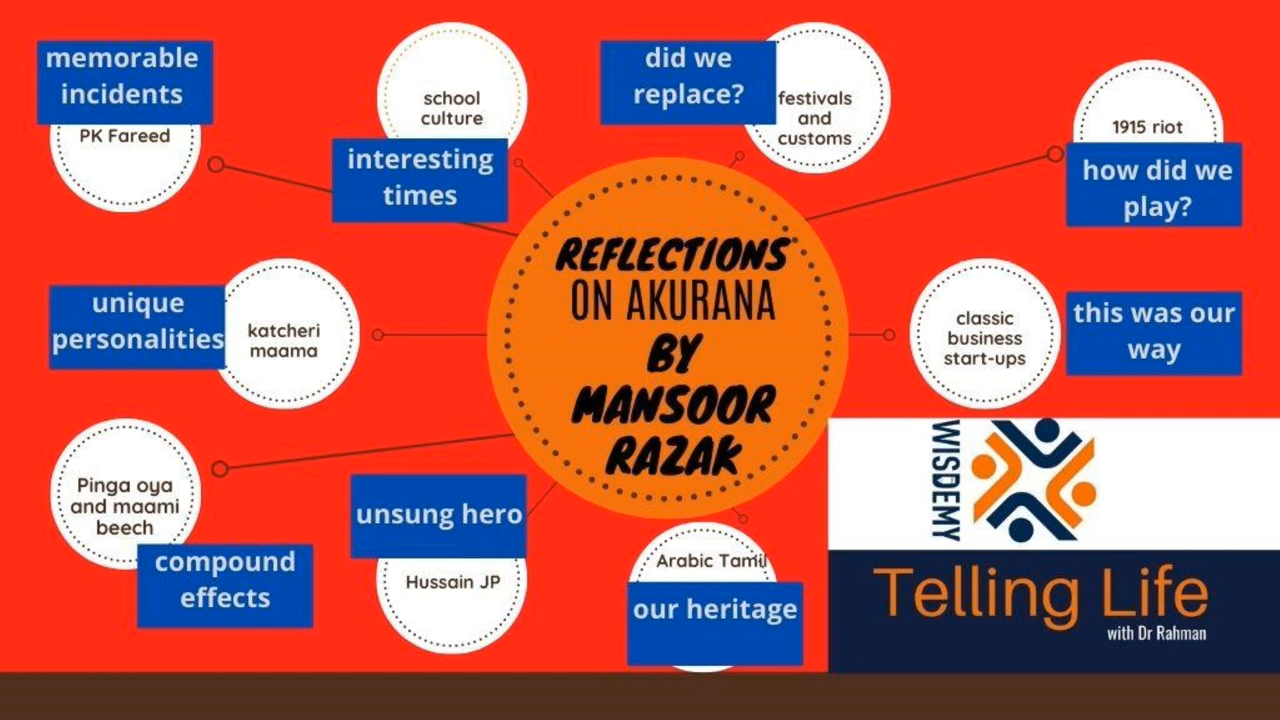 memorable
incidents
PK Fareed
school
culture
interesting
times
did we
replace?
festivals
and
customs
1915 riot
how did we
play?
unique
personalities
katcheri
maama
REFLECTIONS
ON AKURANA
BY
MANSOOR
RAZAK
classic
business
start-ups
this was our
way
Pinga oya
and maami
beech
compound
effects
unsung hero
Hussain JP
Arabic Tamil
our heritage
WISDEMY
Telling Life
with Dr Rahman